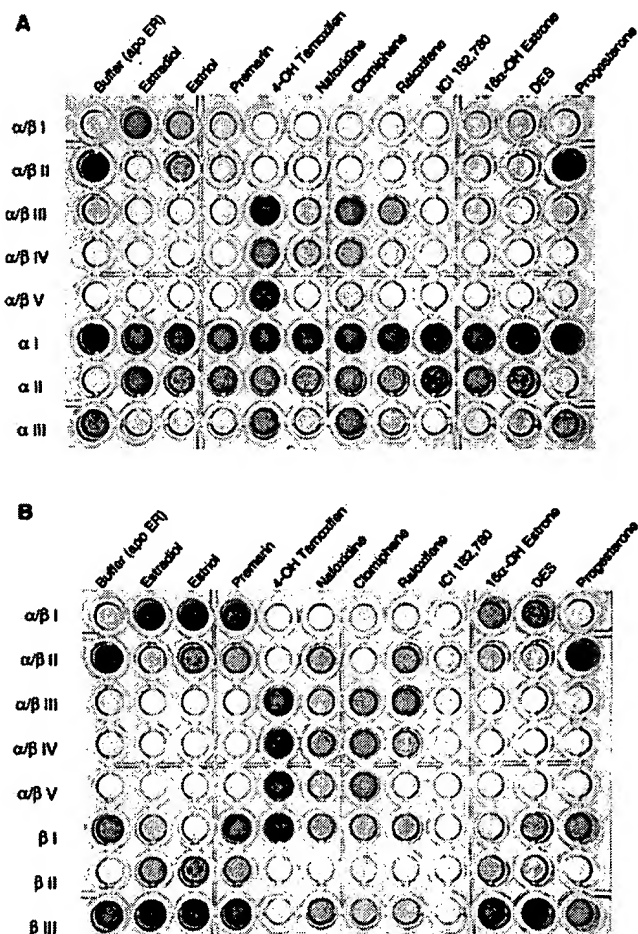 A
Buffer (apo ER)
Estradiol
Estriol
Premarin
4-OH Tamoxifen
Nafoxidine
Clomiphene
Raloxifene
ICI 182,780
16α-OH Estrone
DES
Progesterone
α/β I
α/β II
α/β III
α/β IV
α/β V
α I
α II
α III
B
Buffer (apo ER)
Estradiol
Estriol
Premarin
4-OH Tamoxifen
Nafoxidine
Clomiphene
Raloxifene
ICI 182,780
16α-OH Estrone
DES
Progesterone
α/β I
α/β II
α/β III
α/β IV
α/β V
β I
β II
β III